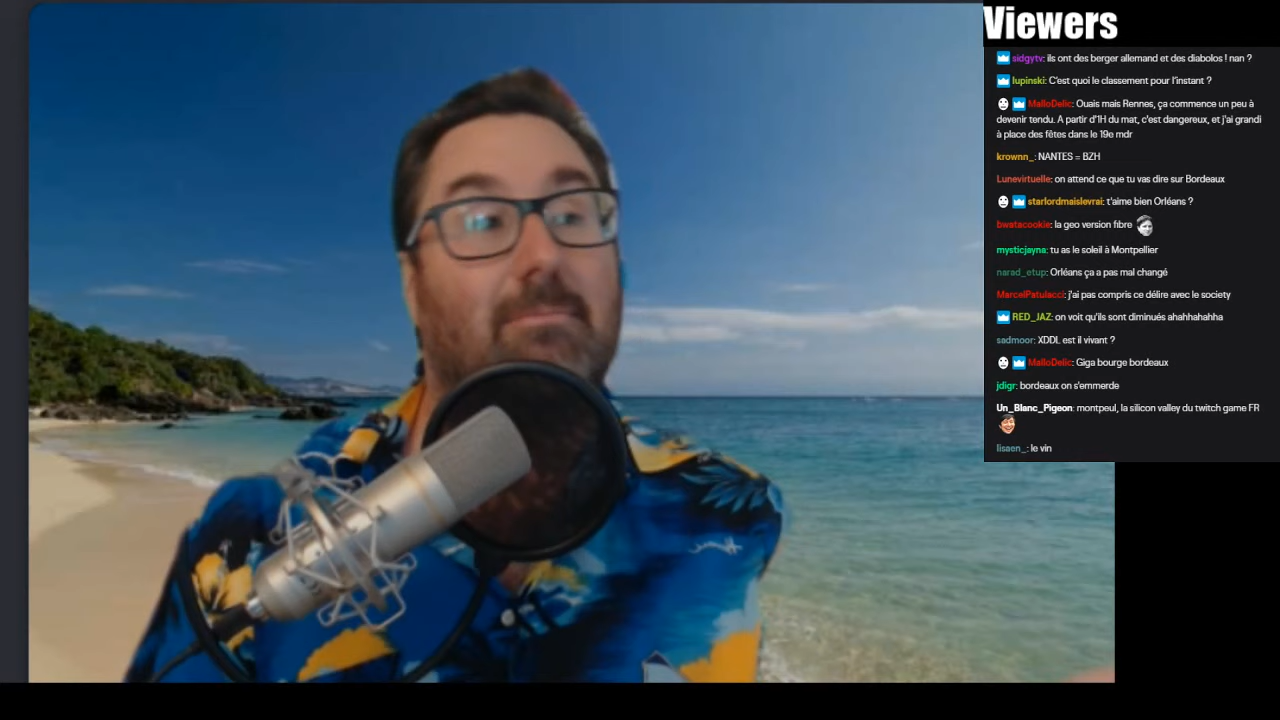 Viewers
sidgytv: ils ont des berger allemand et des diabolos ! nan ?
lupinski: C'est quoi le classement pour l'instant ?
MalloDelic: Ouais mais Rennes, ça commence un peu à
devenir tendu. A partir d'1H du mat, c'est dangereux, et j'ai grandi
à place des fêtes dans le 19e mdr
krownn_: NANTES = BZH
Lunevirtuelle: on attend ce que tu vas dire sur Bordeaux
starlordmaislevrai: t'aime bien Orléans ?
bwatacookie: la geo version fibre
mysticjayna: tu as le soleil à Montpellier
narad_etup: Orléans ça a pas mal changé
MarcelPatulacci: j'ai pas compris ce délire avec le society
RED_JAZ: on voit qu'ils sont diminués ahahhahahha
sadmoor: XDDL est il vivant ?
MalloDelic: Giga bourge bordeaux
jdigr: bordeaux on s'emmerde
Un_Blanc_Pigeon: montpeul, la silicon valley du twitch game FR
lisaen_: le vin